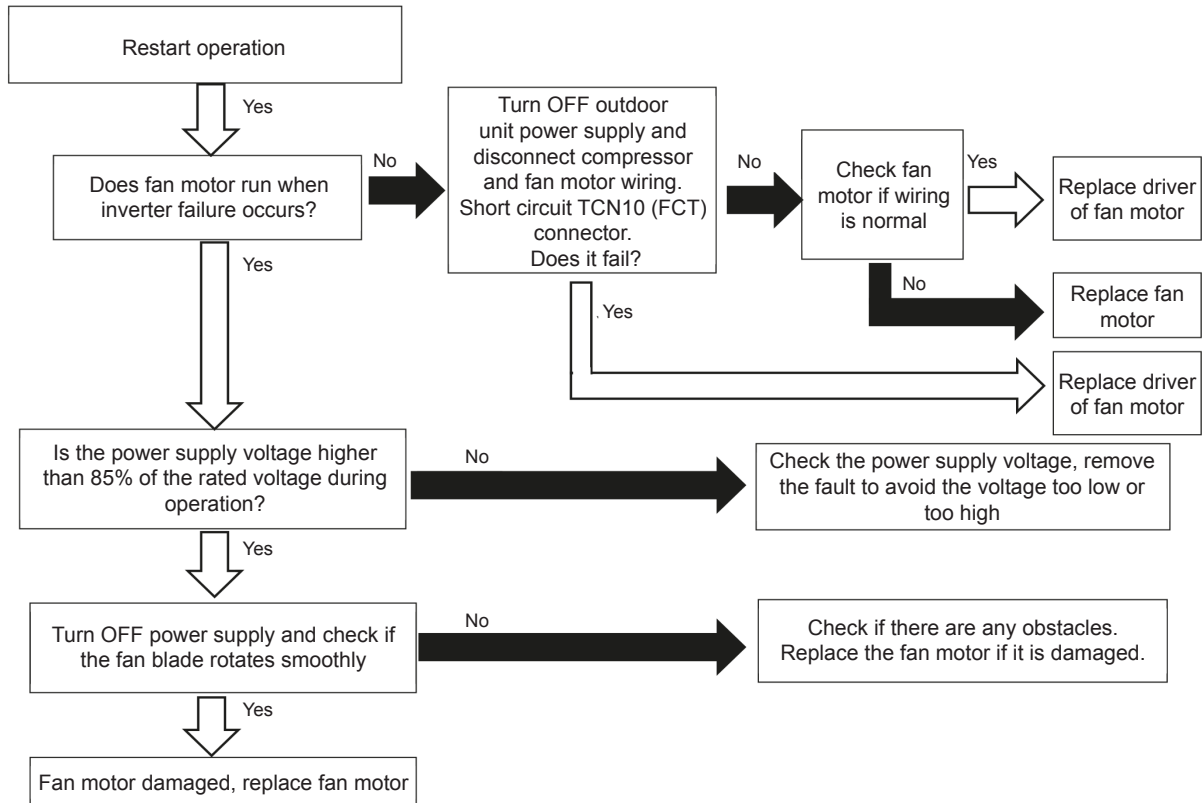 Restart operation
Yes
Does fan motor run when
inverter failure occurs?
No
Turn OFF outdoor
unit power supply and
disconnect compressor
and fan motor wiring.
Short circuit TCN10 (FCT)
connector.
Does it fail?
No
Check fan
motor if wiring
is normal
Yes
Replace driver
of fan motor
No
Replace fan
motor
. Yes
Replace driver
of fan motor
Yes
Is the power supply voltage higher
than 85% of the rated voltage during
operation?
No
Check the power supply voltage, remove
the fault to avoid the voltage too low or
too high
Yes
Turn OFF power supply and check if
the fan blade rotates smoothly
No
Check if there are any obstacles.
Replace the fan motor if it is damaged.
Yes
Fan motor damaged, replace fan motor